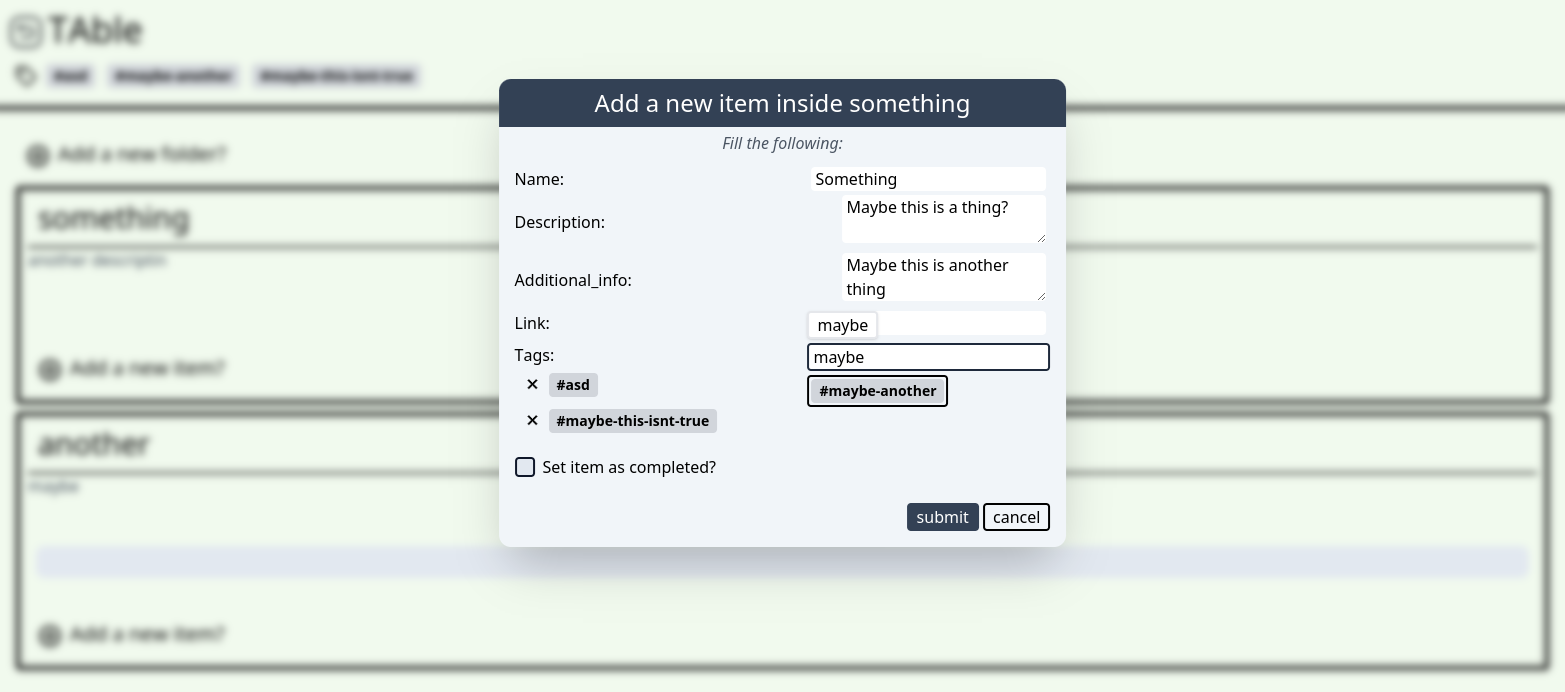 TAble
#asd #maybe-another #maybe-this-isnt-true
Add a new item inside something
Fill the following:
Add a new folder?
Name: Something
something
Description: Maybe this is a thing?
another descriptin
Additional_info: Maybe this is another
thing
Link: maybe
Tags: maybe
Add a new item?
#asd #maybe-another
#maybe-this-isnt-true
another
Set item as completed?
maybe
submit cancel
Add a new item?